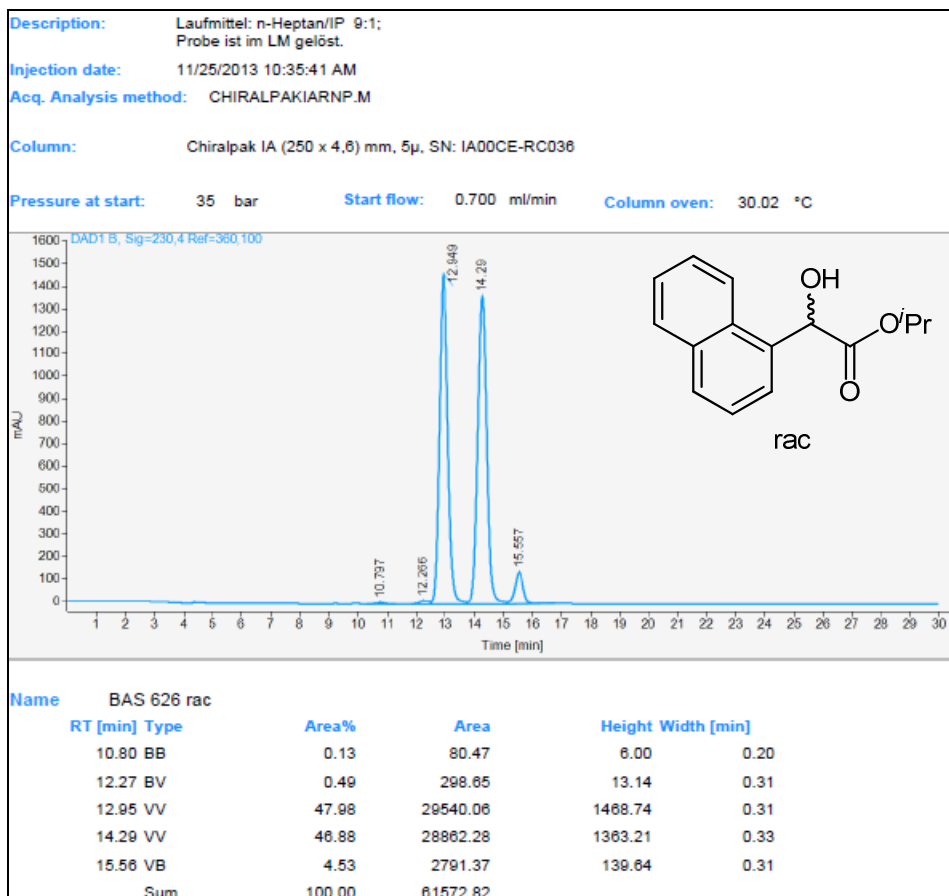 Description: Laufmittel: n-Heptan/IP 9:1;
Probe ist im LM gelöst.
Injection date: 11/25/2013 10:35:41 AM
Acq. Analysis method: CHIRALPAKIARNP.M
Column: Chiralpak IA (250 x 4,6) mm, 5µ, SN: IA00CE-RC036
Pressure at start: 35 bar Start flow: 0.700 ml/min Column oven: 30.02 °C
DAD1 B, Sig=230,4 Ref=360,100
1600
1500
1400
1300
1200
1100
1000
900
800
700
600
500
400
300
200
100
0
mAU
10.797
12.266
12.949
14.29
15.557
OH
OⁱPr
O
rac
1 2 3 4 5 6 7 8 9 10 11 12 13 14 15 16 17 18 19 20 21 22 23 24 25 26 27 28 29 30
Time [min]
Name BAS 626 rac
RT [min] Type Area% Area Height Width [min]
10.80 BB 0.13 80.47 6.00 0.20
12.27 BV 0.49 298.65 13.14 0.31
12.95 VV 47.98 29540.06 1468.74 0.31
14.29 VV 46.88 28862.28 1363.21 0.33
15.56 VB 4.53 2791.37 139.64 0.31
Sum 100.00 61572.82